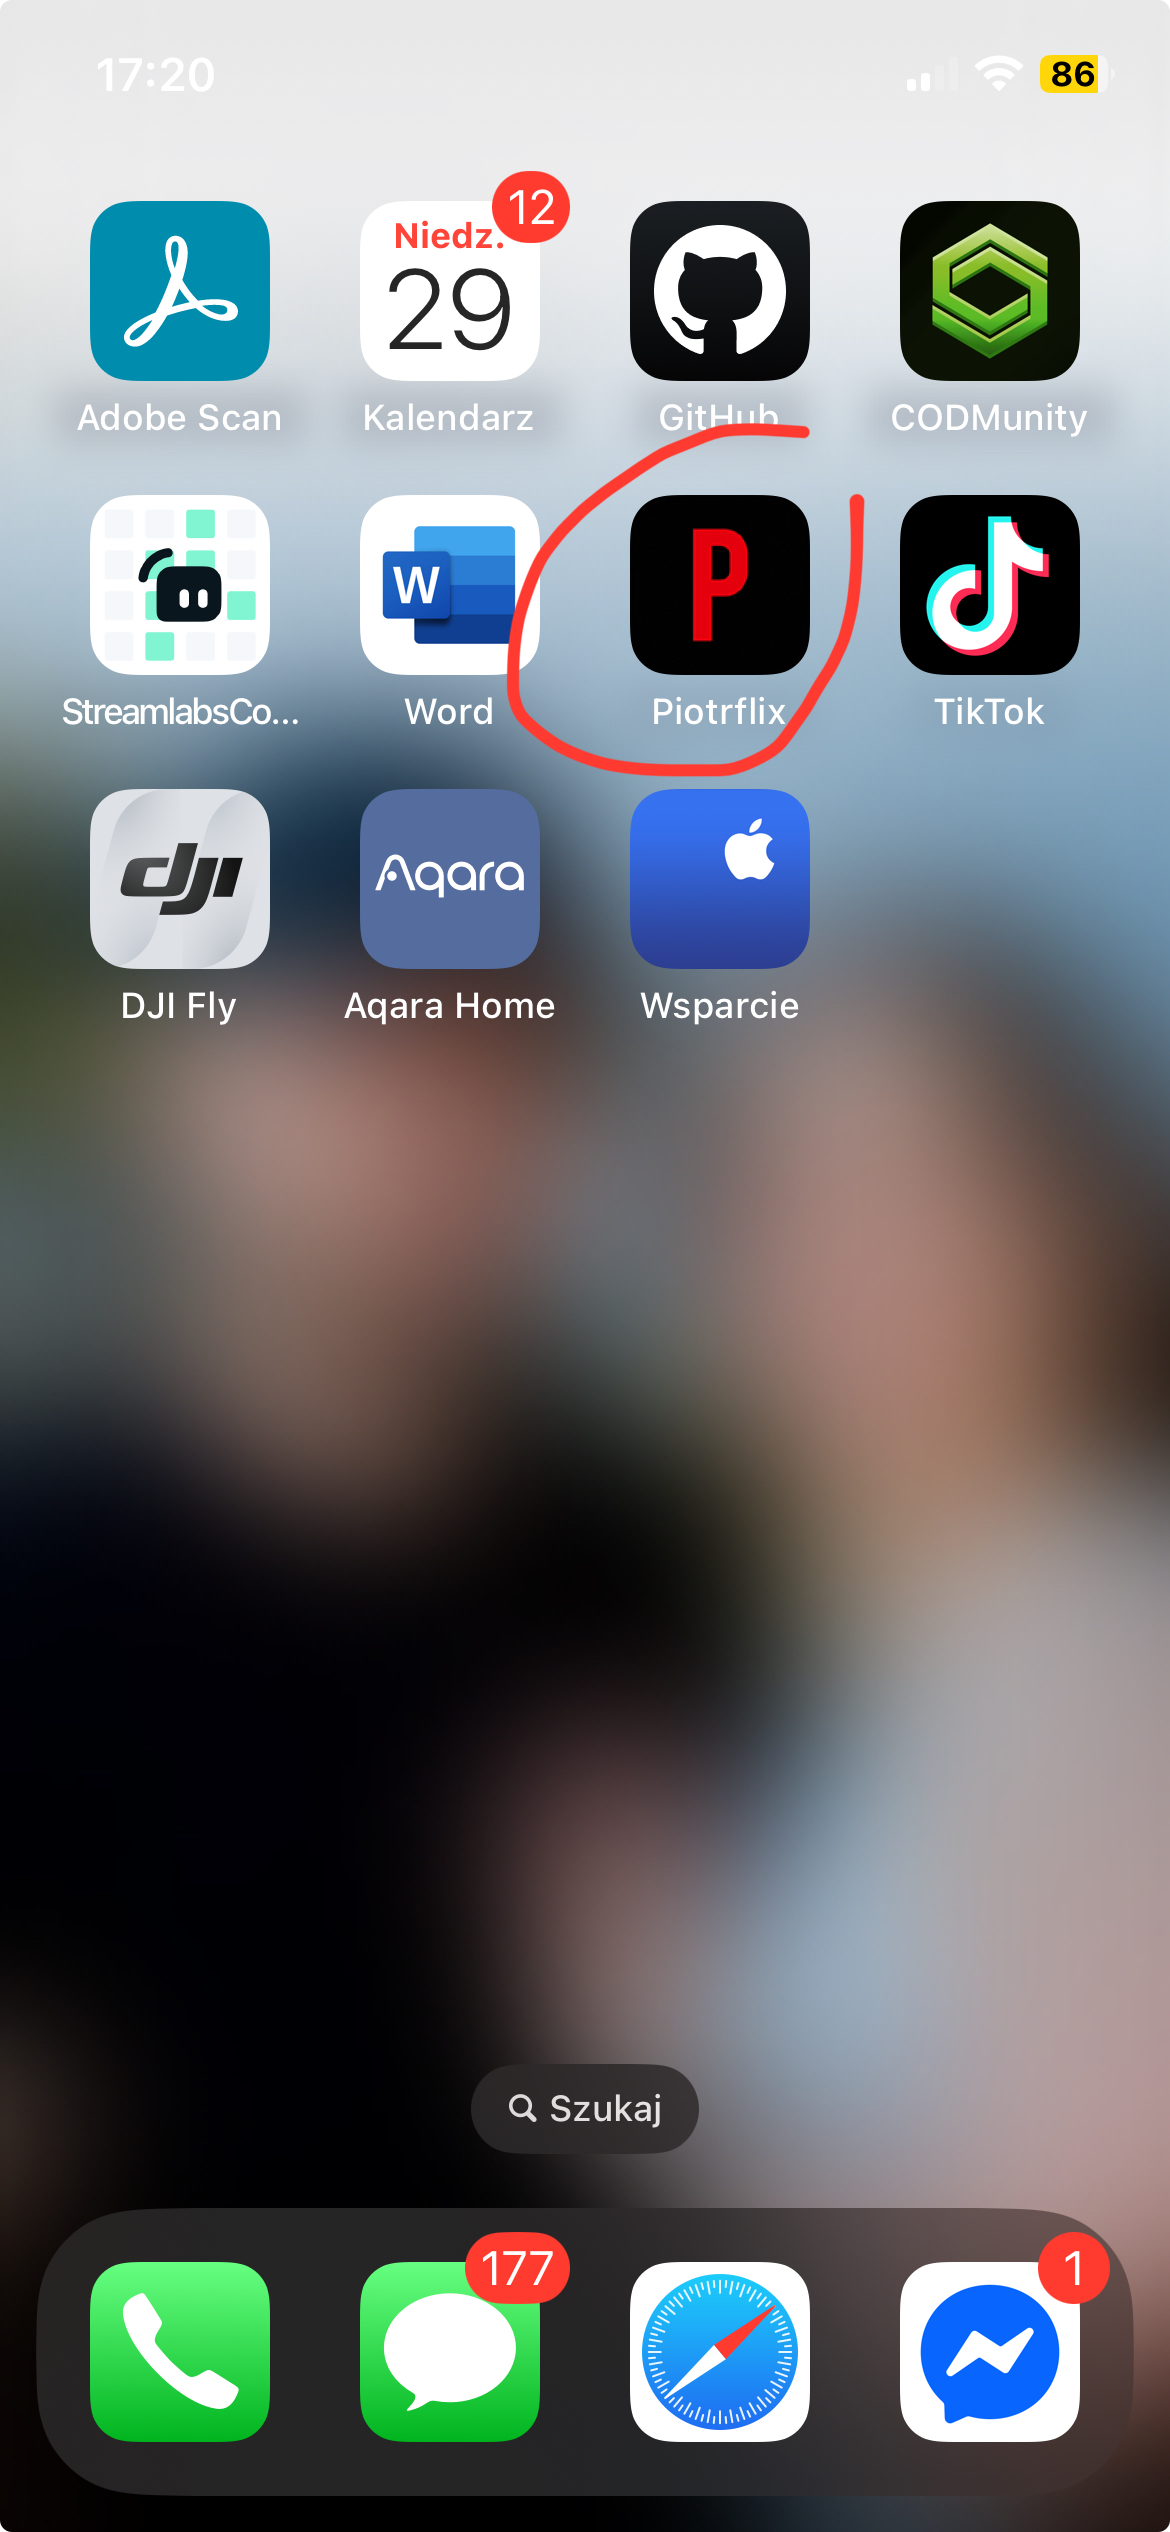 17:20
86
12
Niedz.
29
Adobe Scan
Kalendarz
GitHub
CODMunity
W
P
StreamlabsCo...
Word
Piotrflix
TikTok
dji
Aqara
DJI Fly
Aqara Home
Wsparcie
Szukaj
177
1